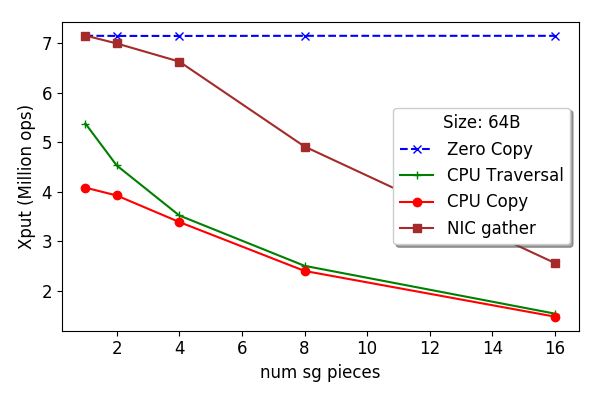 7
6
5
4
3
2
Xput (Million ops)
Size: 64B
Zero Copy
CPU Traversal
CPU Copy
NIC gather
2 4 6 8 10 12 14 16
num sg pieces